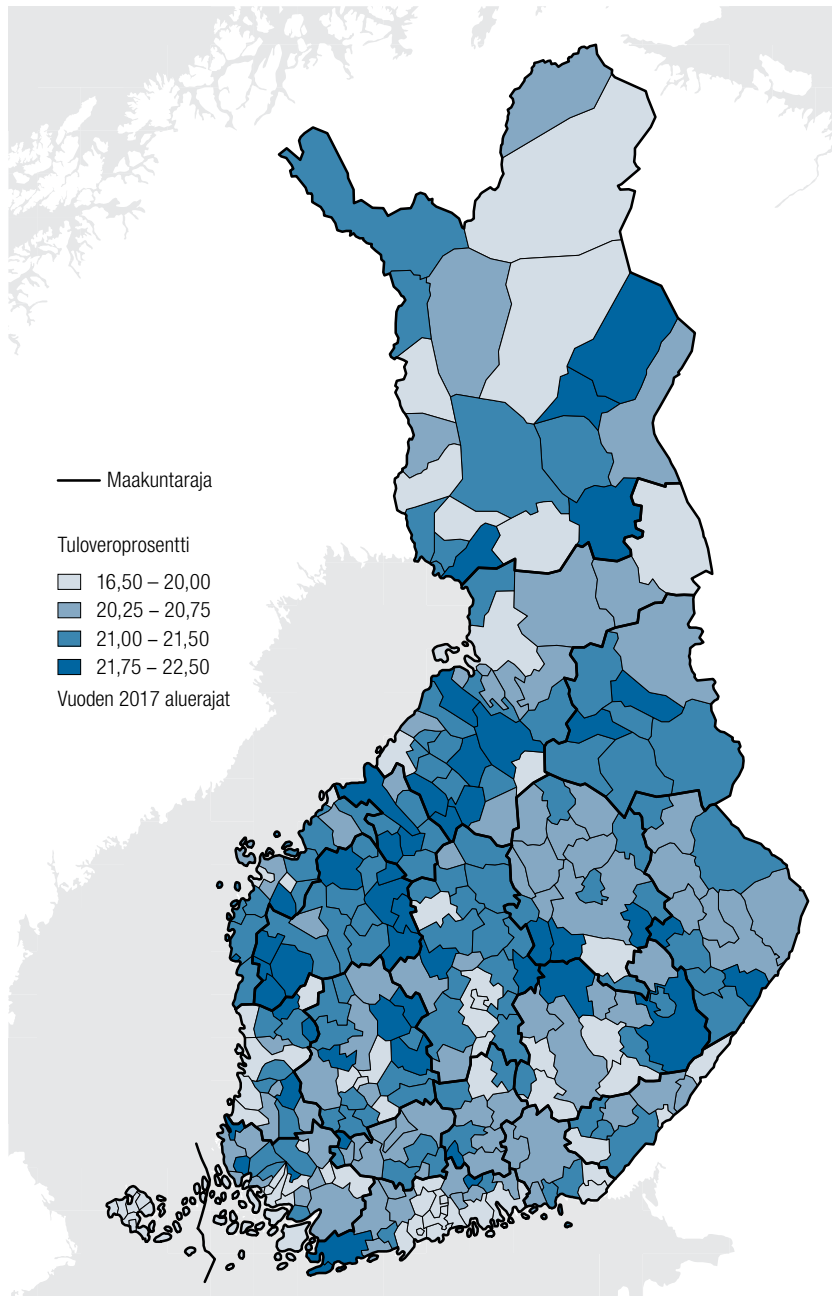 Maakuntaraja
Tuloveroprosentti
16,50 – 20,00
20,25 – 20,75
21,00 – 21,50
21,75 – 22,50
Vuoden 2017 aluerajat